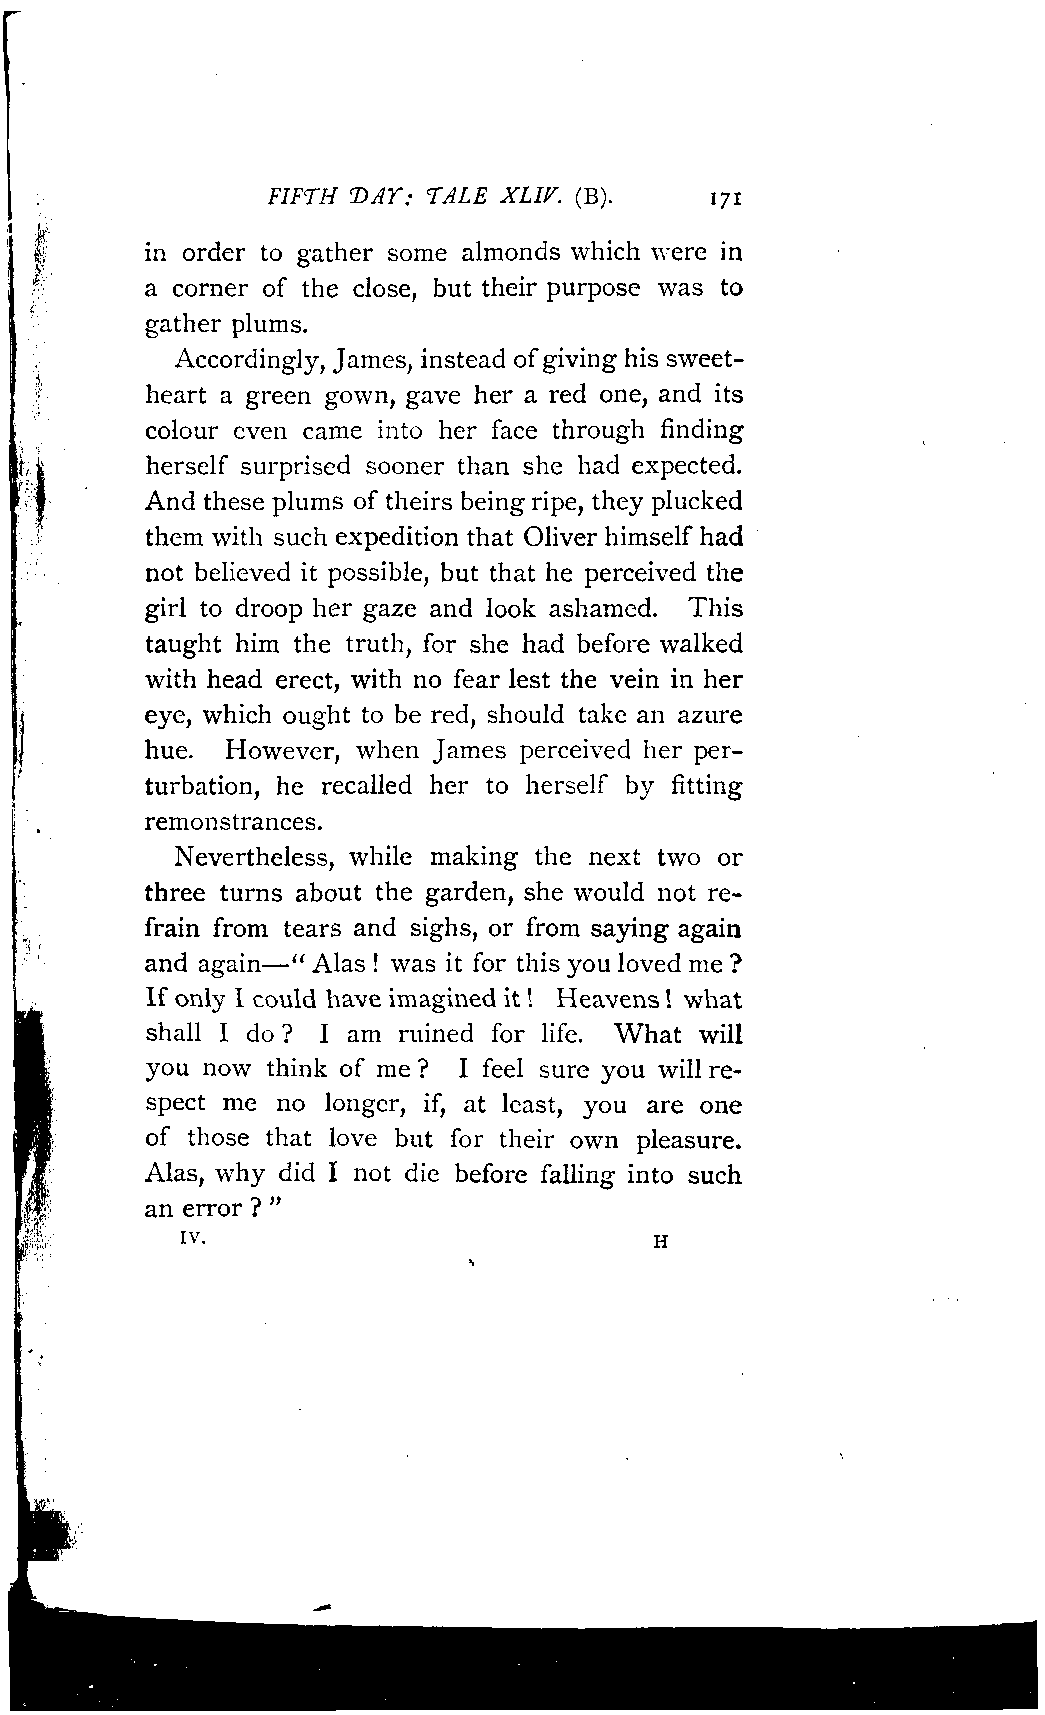 FIFTH DAY: TALE XLIV. (B). 171
in order to gather some almonds which were in
a corner of the close, but their purpose was to
gather plums.
Accordingly, James, instead of giving his sweet-
heart a green gown, gave her a red one, and its
colour even came into her face through finding
herself surprised sooner than she had expected.
And these plums of theirs being ripe, they plucked
them with such expedition that Oliver himself had
not believed it possible, but that he perceived the
girl to droop her gaze and look ashamed. This
taught him the truth, for she had before walked
with head erect, with no fear lest the vein in her
eye, which ought to be red, should take an azure
hue. However, when James perceived her per-
turbation, he recalled her to herself by fitting
remonstrances.
Nevertheless, while making the next two or
three turns about the garden, she would not re-
frain from tears and sighs, or from saying again
and again—" Alas ! was it for this you loved me ?
If only I could have imagined it ! Heavens ! what
shall I do ? I am ruined for life. What will
you now think of me ? I feel sure you will re-
spect me no longer, if, at least, you are one
of those that love but for their own pleasure.
Alas, why did I not die before falling into such
an error ? "
IV. H